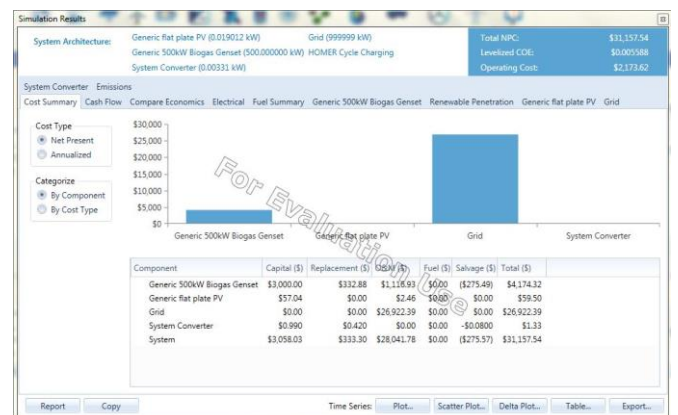 Simulation Results
System Architecture:
Generic flat plate PV (0.019012 kW) Grid (999999 kW)
Generic 500kW Biogas Genset (500.000000 kW) HOMER Cycle Charging
System Converter (0.00331 kW)
Total NPC: $31,157.54
Levelized COE: $0.005588
Operating Cost: $2,173.62
System Converter Emissions
Cost Summary Cash Flow Compare Economics Electrical Fuel Summary Generic 500kW Biogas Genset Renewable Penetration Generic flat plate PV Grid
Cost Type
Net Present
Annualized
Categorize
By Component
By Cost Type
$30,000
$25,000
$20,000
$15,000
$10,000
$5,000
$0
Generic 500kW Biogas Genset Generic flat plate PV Grid System Converter
For Evaluation Use
Component Capital ($) Replacement ($) O&M ($) Fuel ($) Salvage ($) Total ($)
Generic 500kW Biogas Genset $3,000.00 $332.88 $1,116.93 $0.00 ($275.49) $4,174.32
Generic flat plate PV $57.04 $0.00 $2.46 $0.00 $0.00 $59.50
Grid $0.00 $0.00 $26,922.39 $0.00 $0.00 $26,922.39
System Converter $0.990 $0.420 $0.00 $0.00 -$0.0800 $1.33
System $3,058.03 $333.30 $28,041.78 $0.00 ($275.57) $31,157.54
Report Copy Time Series: Plot... Scatter Plot... Delta Plot... Table... Export...